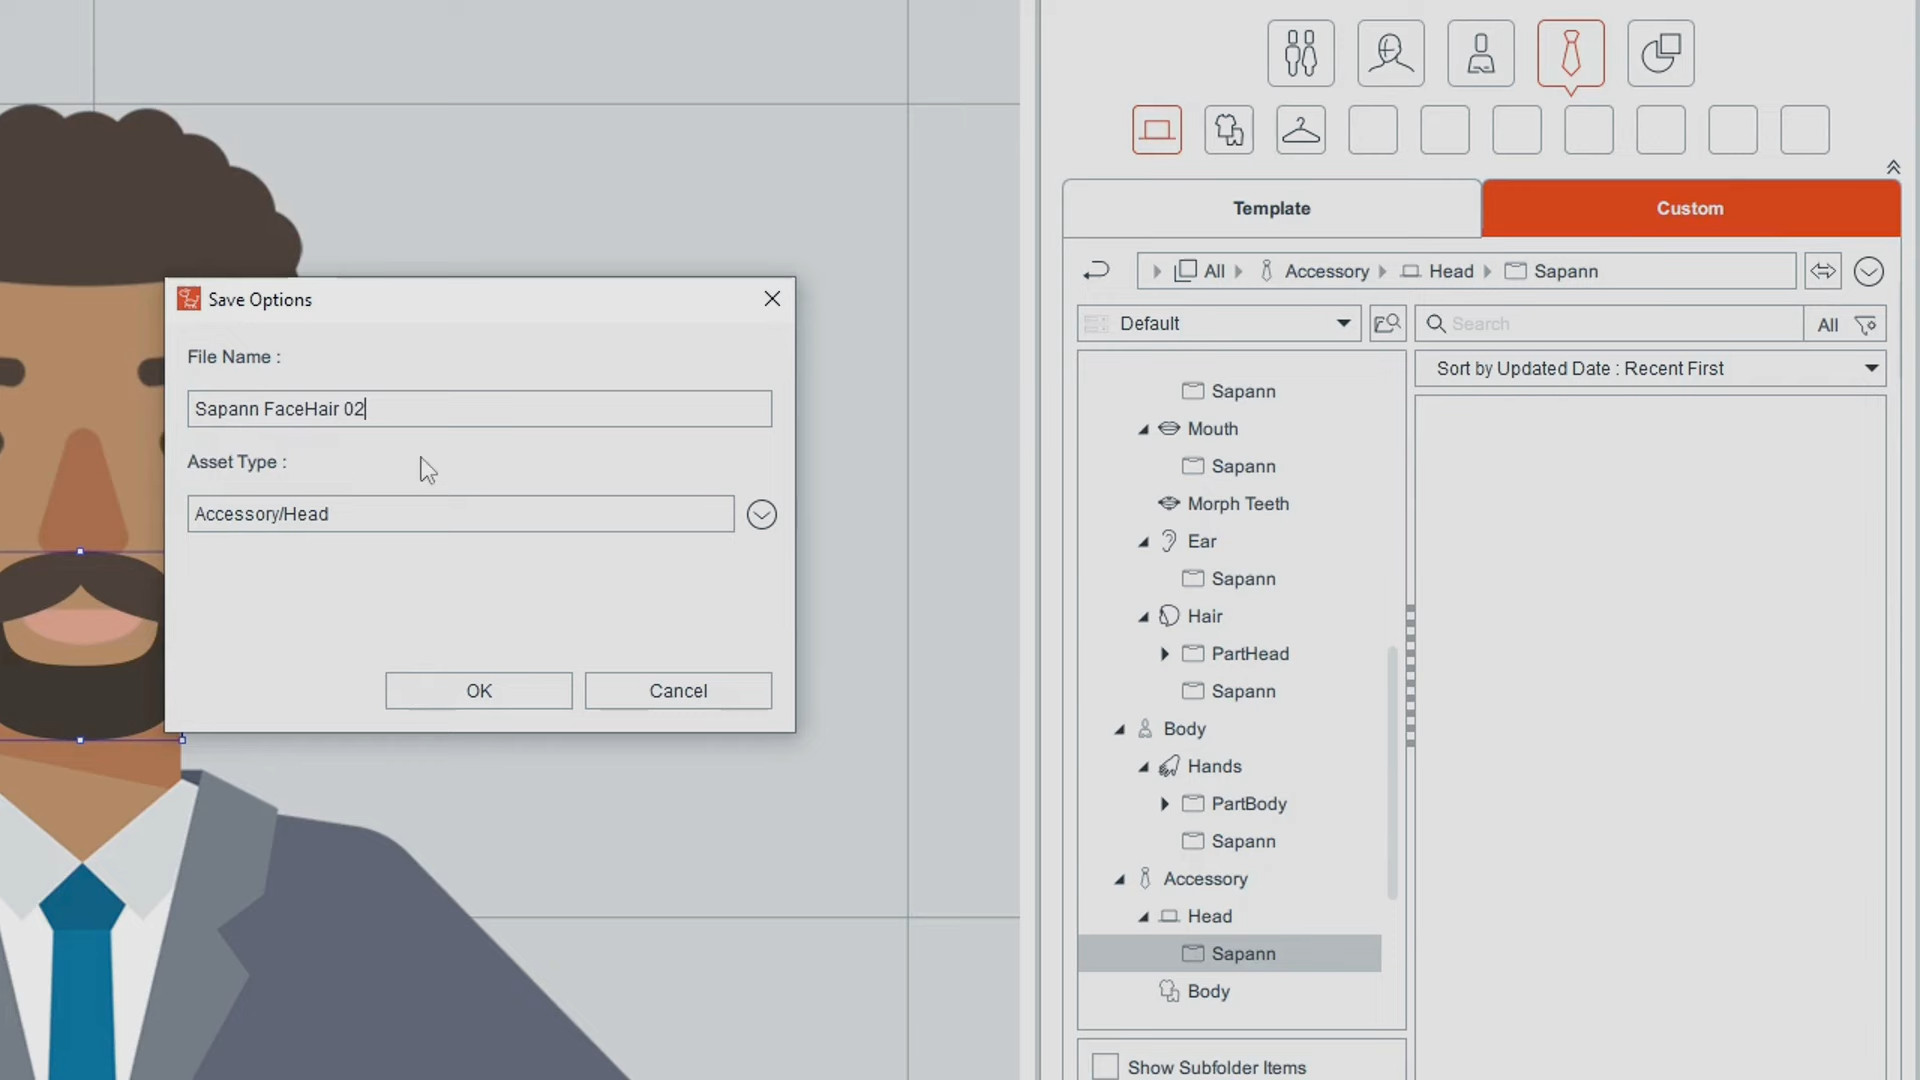 Save Options
File Name :
Sapann FaceHair 02
Asset Type :
Accessory/Head
OK
Cancel
Template
Custom
All
Accessory
Head
Sapann
Default
Search
All
Sort by Updated Date : Recent First
Sapann
Mouth
Sapann
Morph Teeth
Ear
Sapann
Hair
PartHead
Sapann
Body
Hands
PartBody
Sapann
Accessory
Head
Sapann
Body
Show Subfolder Items